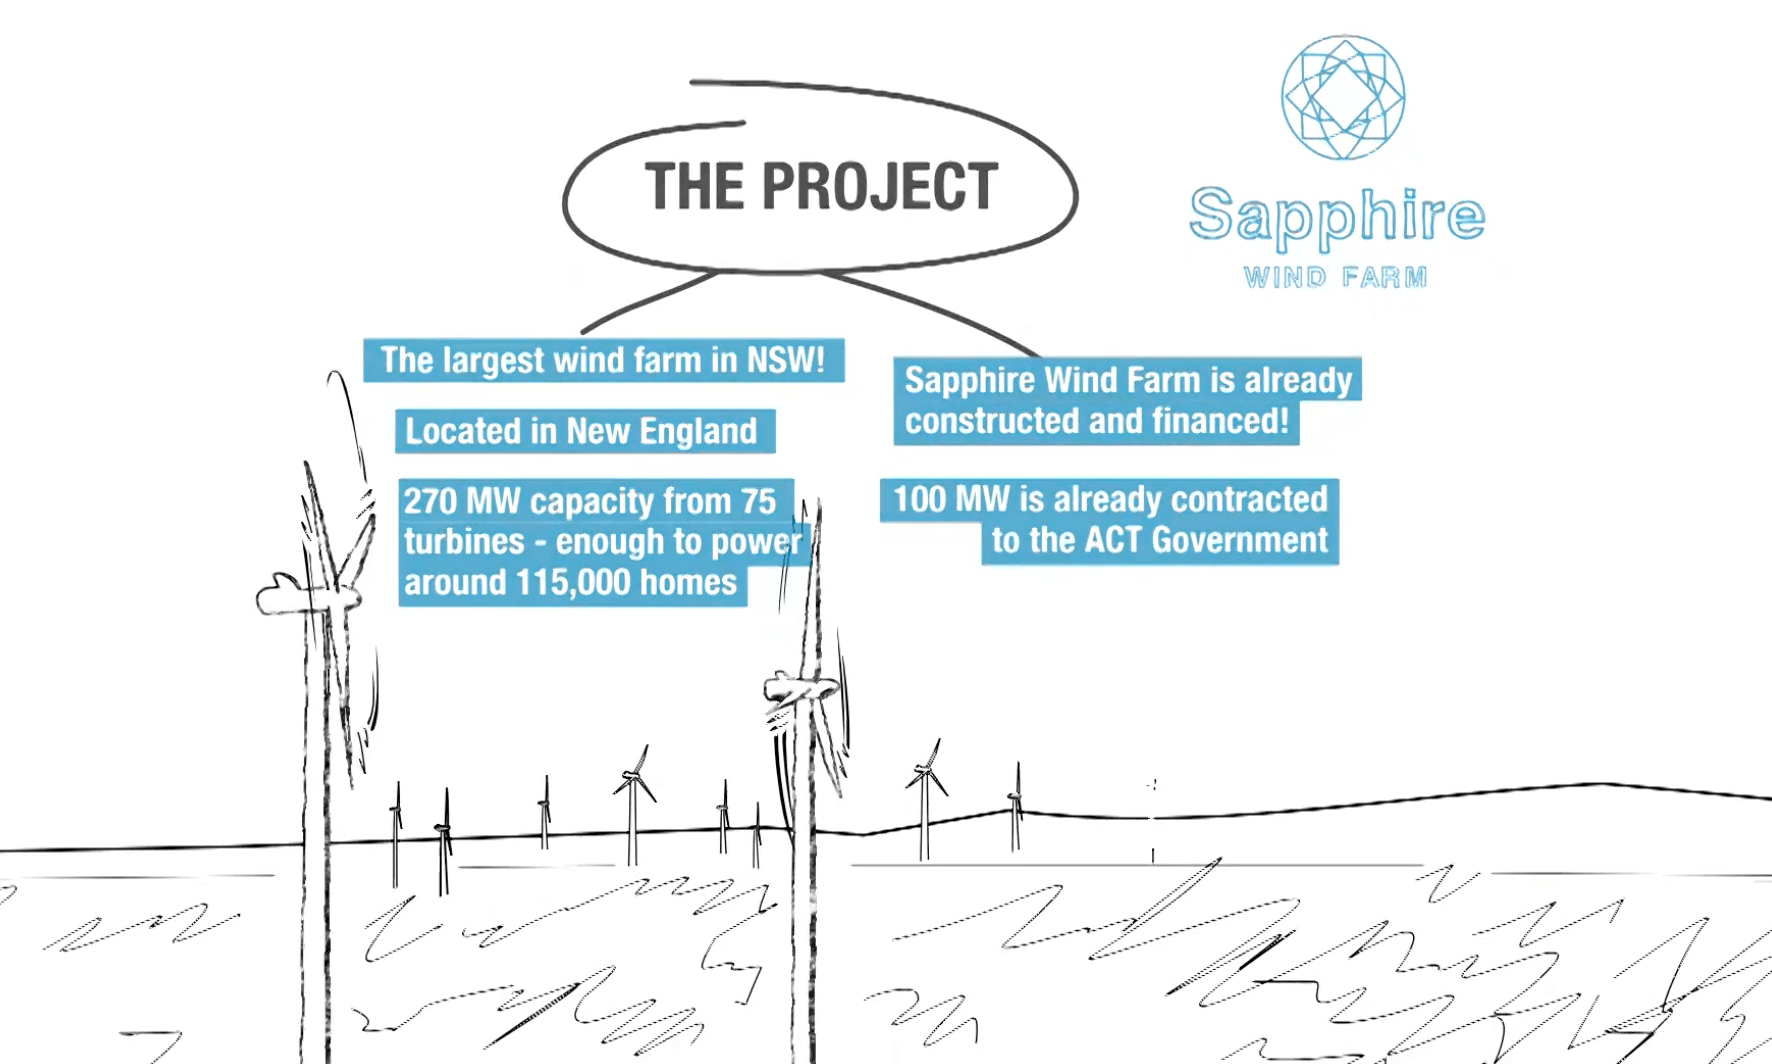 THE PROJECT
Sapphire
WIND FARM
The largest wind farm in NSW!
Located in New England
270 MW capacity from 75
turbines - enough to power
around 115,000 homes
Sapphire Wind Farm is already
constructed and financed!
100 MW is already contracted
to the ACT Government